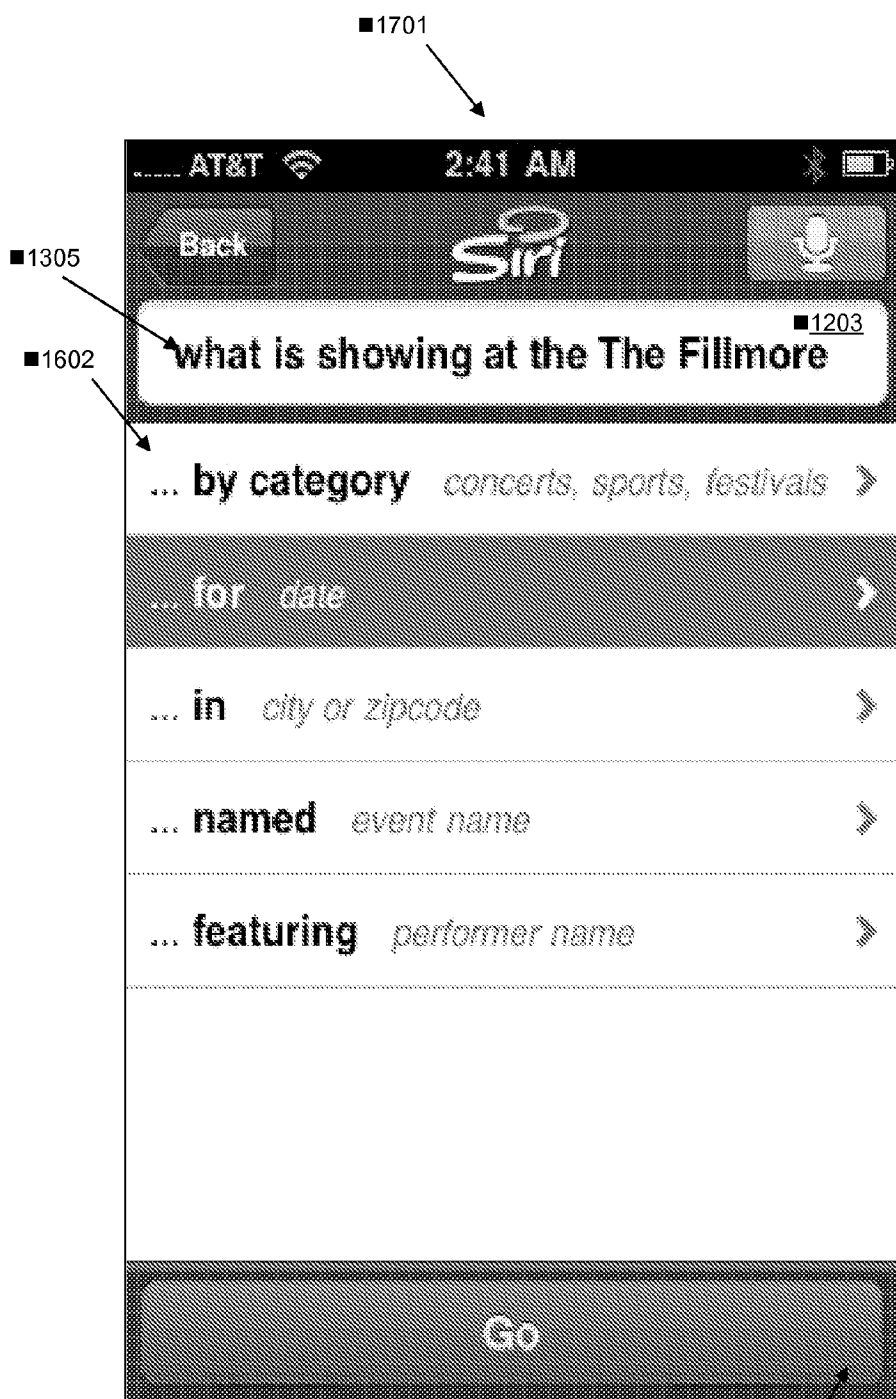 ■1701
..... AT&T 2:41 AM
Back Siri
■1305
■1203
what is showing at the The Fillmore
■1602
... by category concerts, sports, festivals >
... for date >
... in city or zipcode >
... named event name >
... featuring performer name >
Go